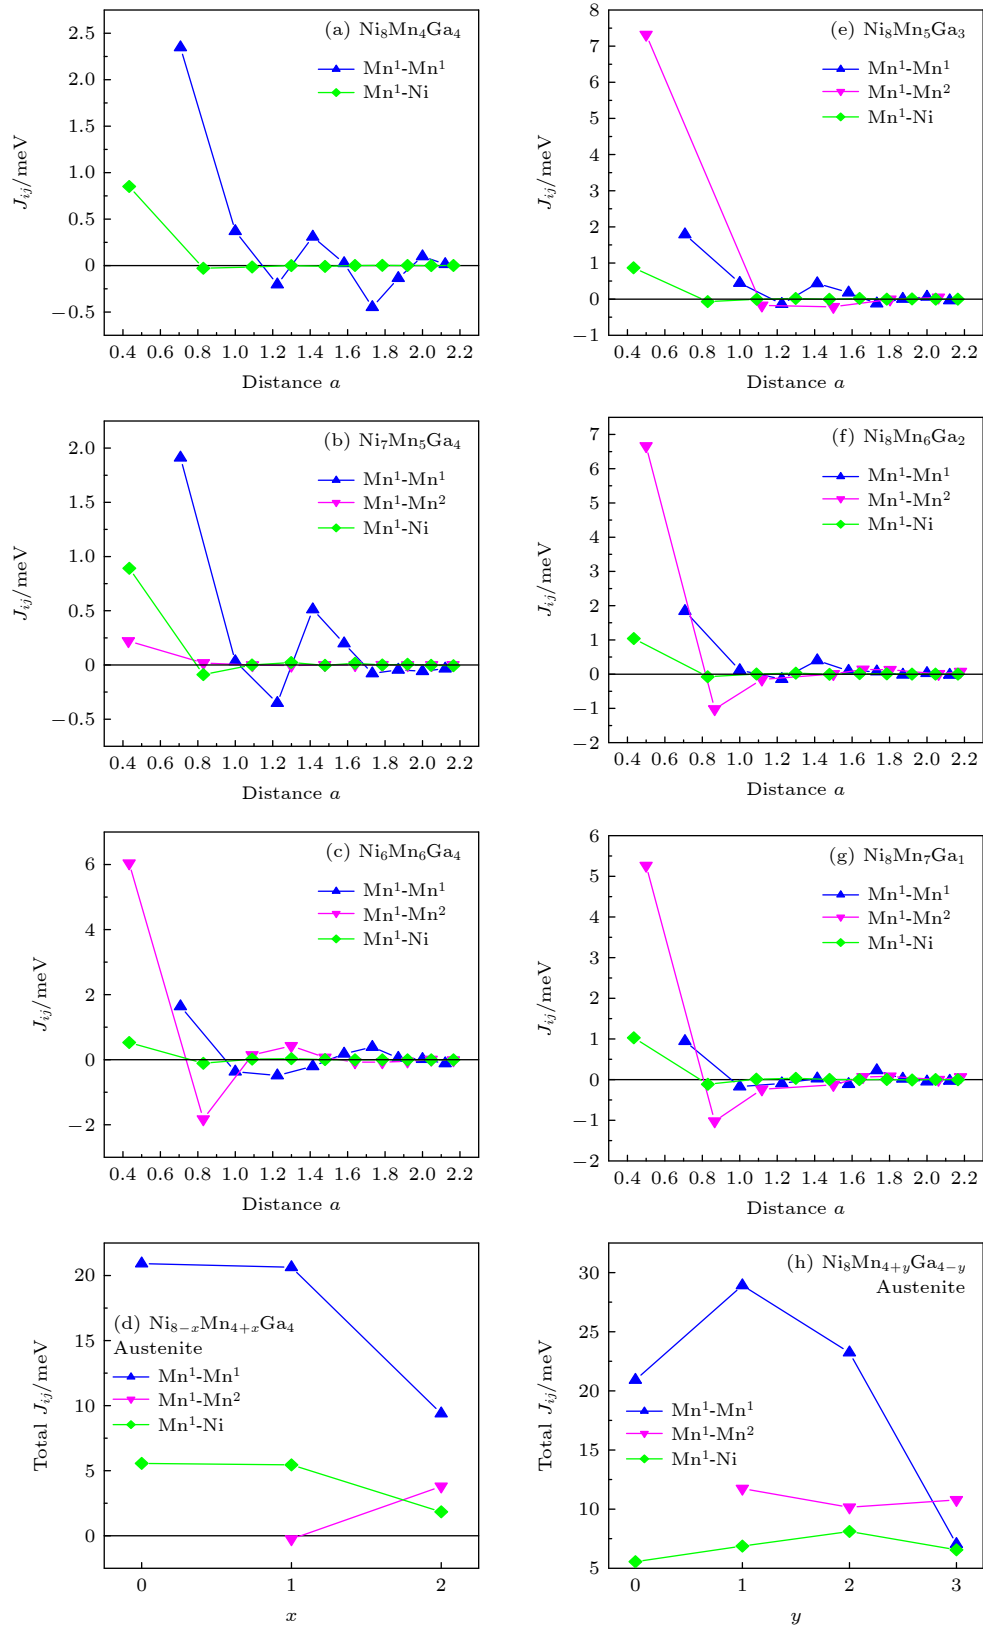 (a) Ni₈Mn₄Ga₄
Mn¹-Mn¹
Mn¹-Ni
2.5
2.0
1.5
1.0
0.5
0
−0.5
Jᵢⱼ/meV
0.4 0.6 0.8 1.0 1.2 1.4 1.6 1.8 2.0 2.2
Distance a
(e) Ni₈Mn₅Ga₃
Mn¹-Mn¹
Mn¹-Mn²
Mn¹-Ni
8
7
6
5
4
3
2
1
0
−1
Jᵢⱼ/meV
0.4 0.6 0.8 1.0 1.2 1.4 1.6 1.8 2.0 2.2
Distance a
(b) Ni₇Mn₅Ga₄
Mn¹-Mn¹
Mn¹-Mn²
Mn¹-Ni
2.0
1.5
1.0
0.5
0
−0.5
Jᵢⱼ/meV
0.4 0.6 0.8 1.0 1.2 1.4 1.6 1.8 2.0 2.2
Distance a
(f) Ni₈Mn₆Ga₂
Mn¹-Mn¹
Mn¹-Mn²
Mn¹-Ni
7
6
5
4
3
2
1
0
−1
−2
Jᵢⱼ/meV
0.4 0.6 0.8 1.0 1.2 1.4 1.6 1.8 2.0 2.2
Distance a
(c) Ni₆Mn₆Ga₄
Mn¹-Mn¹
Mn¹-Mn²
Mn¹-Ni
6
4
2
0
−2
Jᵢⱼ/meV
0.4 0.6 0.8 1.0 1.2 1.4 1.6 1.8 2.0 2.2
Distance a
(g) Ni₈Mn₇Ga₁
Mn¹-Mn¹
Mn¹-Mn²
Mn¹-Ni
6
5
4
3
2
1
0
−1
−2
Jᵢⱼ/meV
0.4 0.6 0.8 1.0 1.2 1.4 1.6 1.8 2.0 2.2
Distance a
(d) Ni₈₋ₓMn₄₊ₓGa₄
Austenite
Mn¹-Mn¹
Mn¹-Mn²
Mn¹-Ni
20
15
10
5
0
Total Jᵢⱼ/meV
0 1 2
x
(h) Ni₈Mn₄₊yGa₄₋y
Austenite
Mn¹-Mn¹
Mn¹-Mn²
Mn¹-Ni
30
25
20
15
10
5
Total Jᵢⱼ/meV
0 1 2 3
y